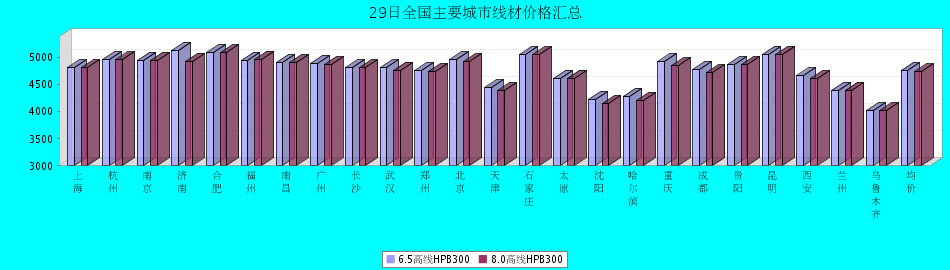 29日全国主要城市线材价格汇总
5000
4500
4000
3500
3000
上海
杭州
南京
济南
合肥
福州
南昌
广州
长沙
武汉
郑州
北京
天津
石家庄
太原
沈阳
哈尔滨
重庆
成都
贵阳
昆明
西安
兰州
乌鲁木齐
均价
6.5高线HPB300
8.0高线HPB300